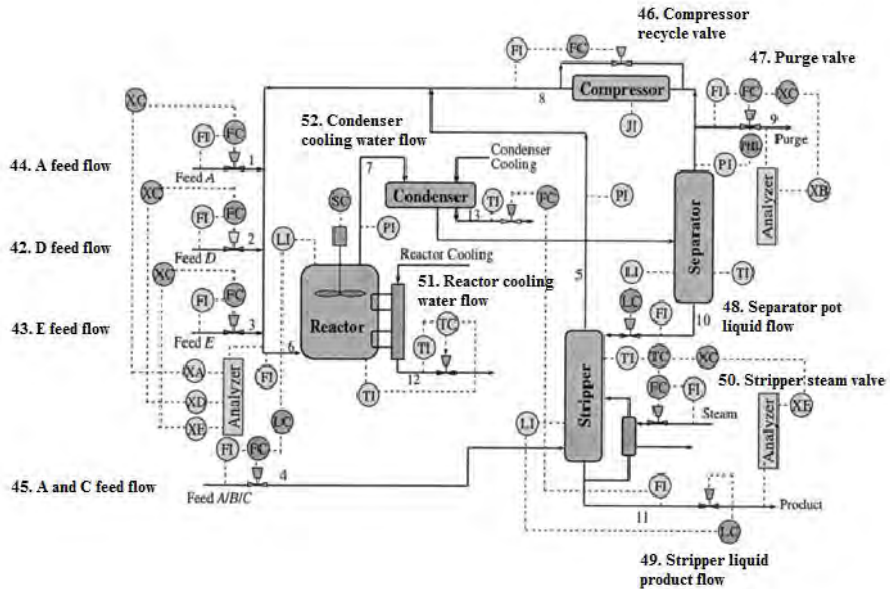 46. Compressor
recycle valve
FI
FC
47. Purge valve
XC
8
Compressor
FI
FC
XC
52. Condenser
cooling water flow
JI
9
Purge
FI
FC
44. A feed flow
1
Feed A
7
Condenser
Cooling
PI
XC
SC
Condenser
TI
FC
PI
Analyzer
XB
FI
FC
13
42. D feed flow
2
Feed D
LI
PI
Separator
XC
Reactor Cooling
5
LI
TI
FI
FC
51. Reactor cooling
water flow
LC
48. Separator pot
liquid flow
43. E feed flow
3
Feed E
Reactor
FI
10
6
TC
TI
TI
TC
XC
XA
Analyzer
FI
12
50. Stripper steam valve
XD
TI
Stripper
FC
FI
XE
LC
Steam
Analyzer
XE
FI
FC
LI
45. A and C feed flow
4
Feed A/B/C
FI
11
Product
LC
49. Stripper liquid
product flow